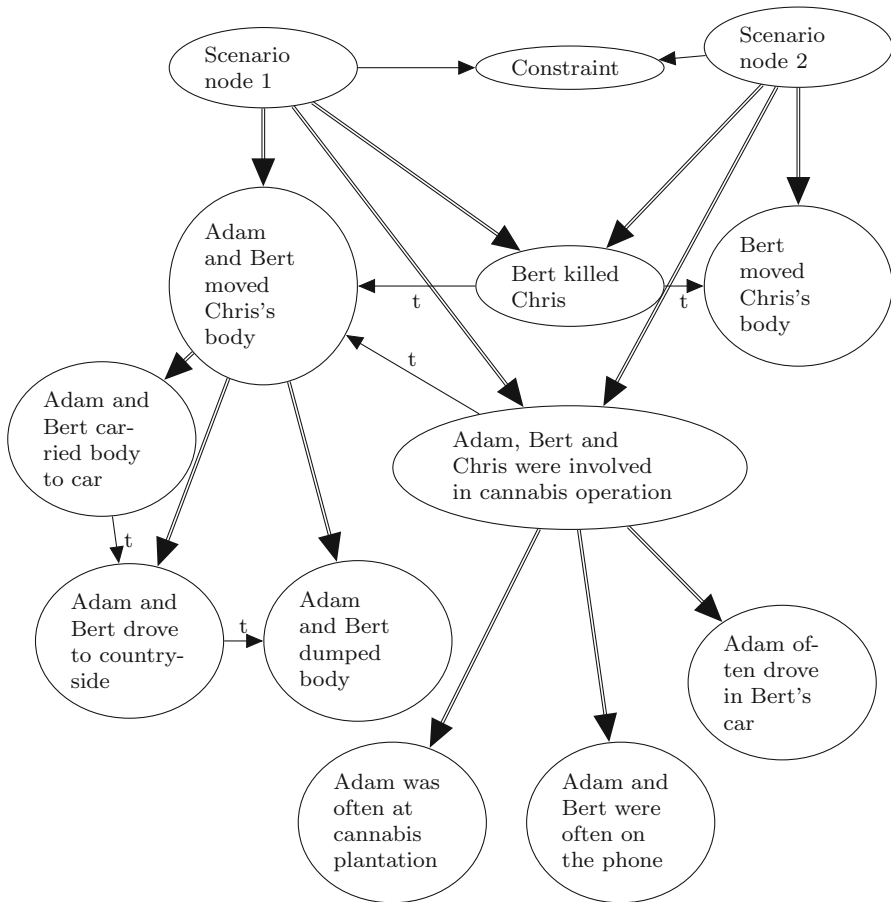 Scenario
node 1
Constraint
Scenario
node 2
Adam
and Bert
moved
Chris's
body
t
Bert killed
Chris
t
Bert
moved
Chris's
body
t
Adam and
Bert car-
ried body
to car
Adam, Bert and
Chris were involved
in cannabis operation
t
Adam and
Bert drove
to country-
side
t
Adam
and Bert
dumped
body
Adam of-
ten drove
in Bert's
car
Adam was
often at
cannabis
plantation
Adam and
Bert were
often on
the phone